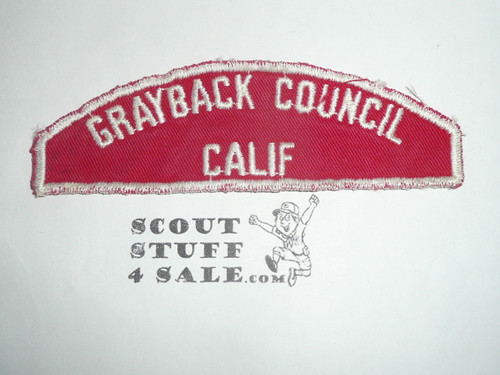 GRAYBACK COUNCIL
CALIF
SCOUT
STUFF
4 SALE.COM